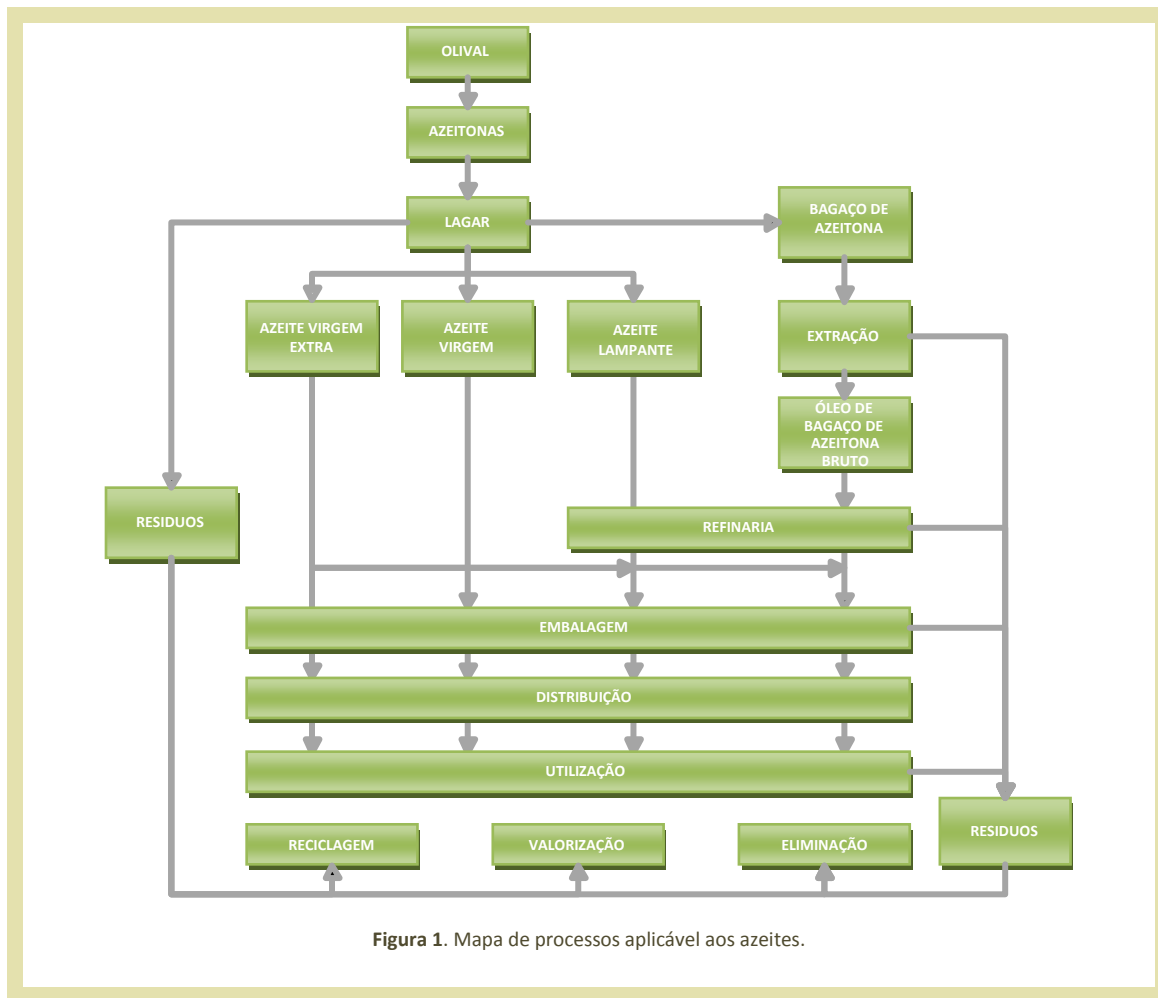 OLIVAL
AZEITONAS
LAGAR
BAGAÇO DE
AZEITONA
AZEITE VIRGEM
EXTRA
AZEITE
VIRGEM
AZEITE
LAMPANTE
EXTRAÇÃO
ÓLEO DE
BAGAÇO DE
AZEITONA
BRUTO
RESIDUOS
REFINARIA
EMBALAGEM
DISTRIBUIÇÃO
UTILIZAÇÃO
RESIDUOS
RECICLAGEM
VALORIZAÇÃO
ELIMINAÇÃO
Figura 1. Mapa de processos aplicável aos azeites.